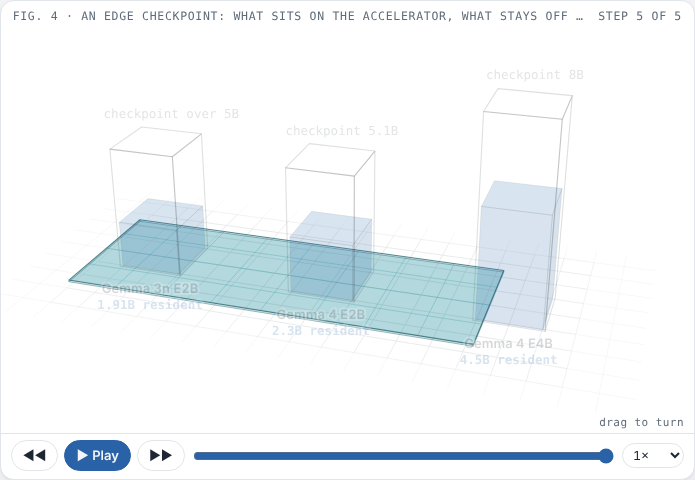 FIG. 4 · AN EDGE CHECKPOINT: WHAT SITS ON THE ACCELERATOR, WHAT STAYS OFF … STEP 5 OF 5
checkpoint 8B
checkpoint over 5B
checkpoint 5.1B
Gemma 3n E2B
1.91B resident
Gemma 4 E2B
2.3B resident
Gemma 4 E4B
4.5B resident
drag to turn
Play
1×